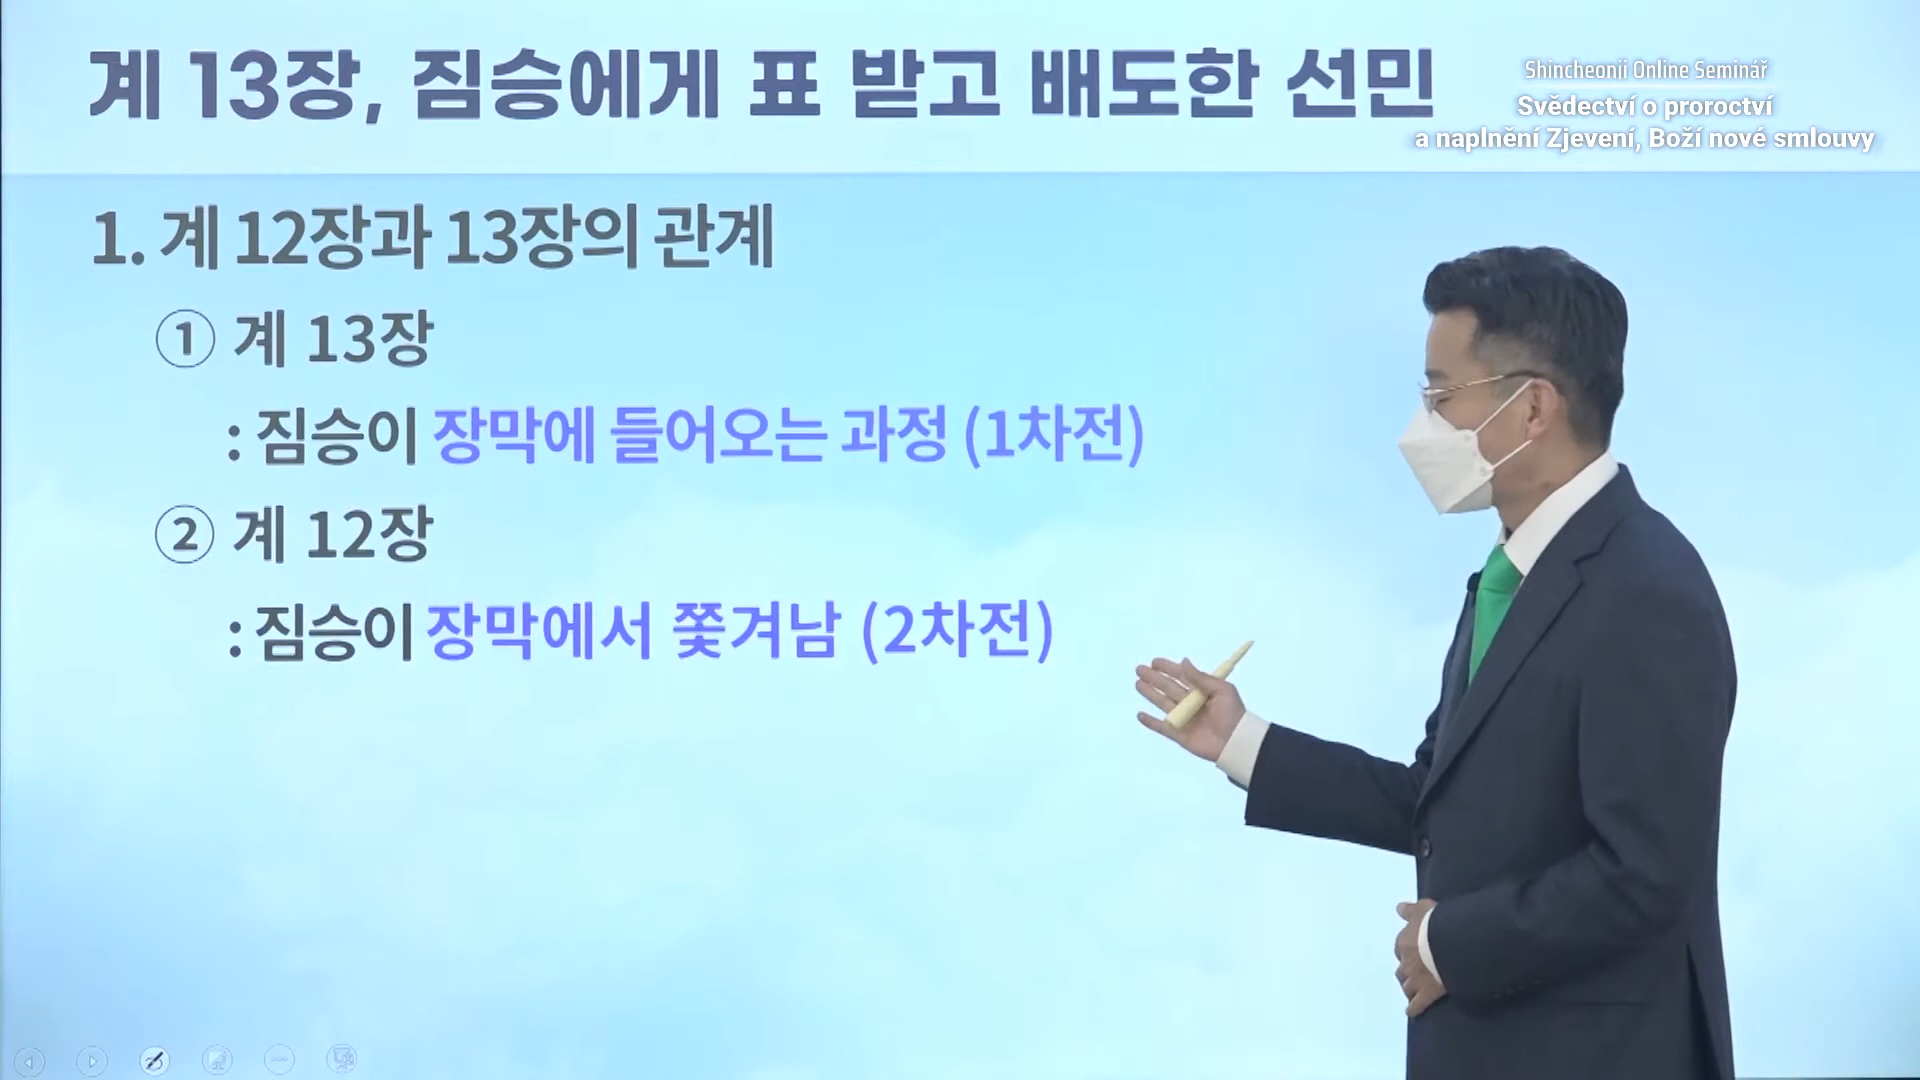 계 13장, 짐승에게 표 받고 배도한 선민
Shincheonji Online Seminář
Svědectví o proroctví
a naplnění Zjevení, Boží nové smlouvy
1. 계 12장과 13장의 관계
① 계 13장
: 짐승이 장막에 들어오는 과정 (1차전)
② 계 12장
: 짐승이 장막에서 쫓겨남 (2차전)